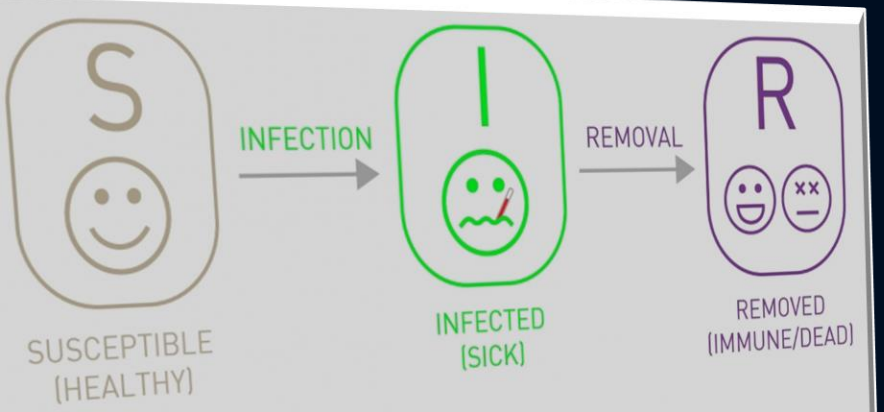 S
INFECTION
I
REMOVAL
R
SUSCEPTIBLE
(HEALTHY)
INFECTED
(SICK)
REMOVED
(IMMUNE/DEAD)